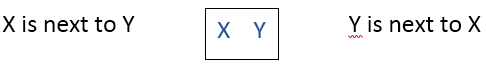 X is next to Y
X Y
Y is next to X